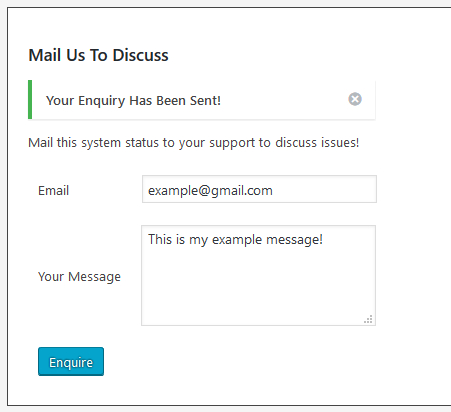 Mail Us To Discuss
Your Enquiry Has Been Sent!
Mail this system status to your support to discuss issues!
Email
example@gmail.com
This is my example message!
Your Message
Enquire